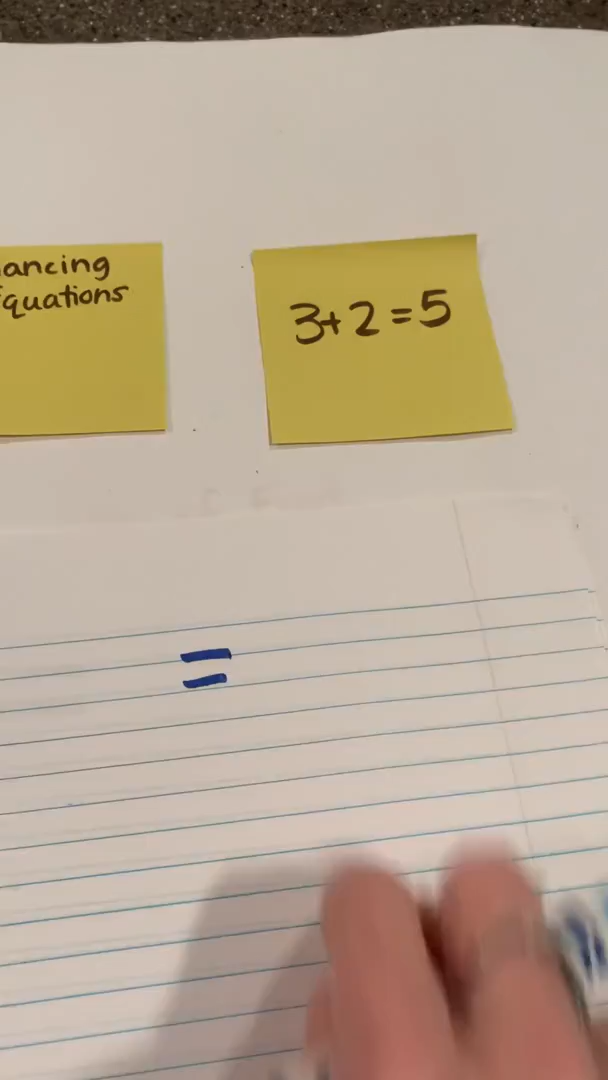 ancing
quations
3+2=5
=